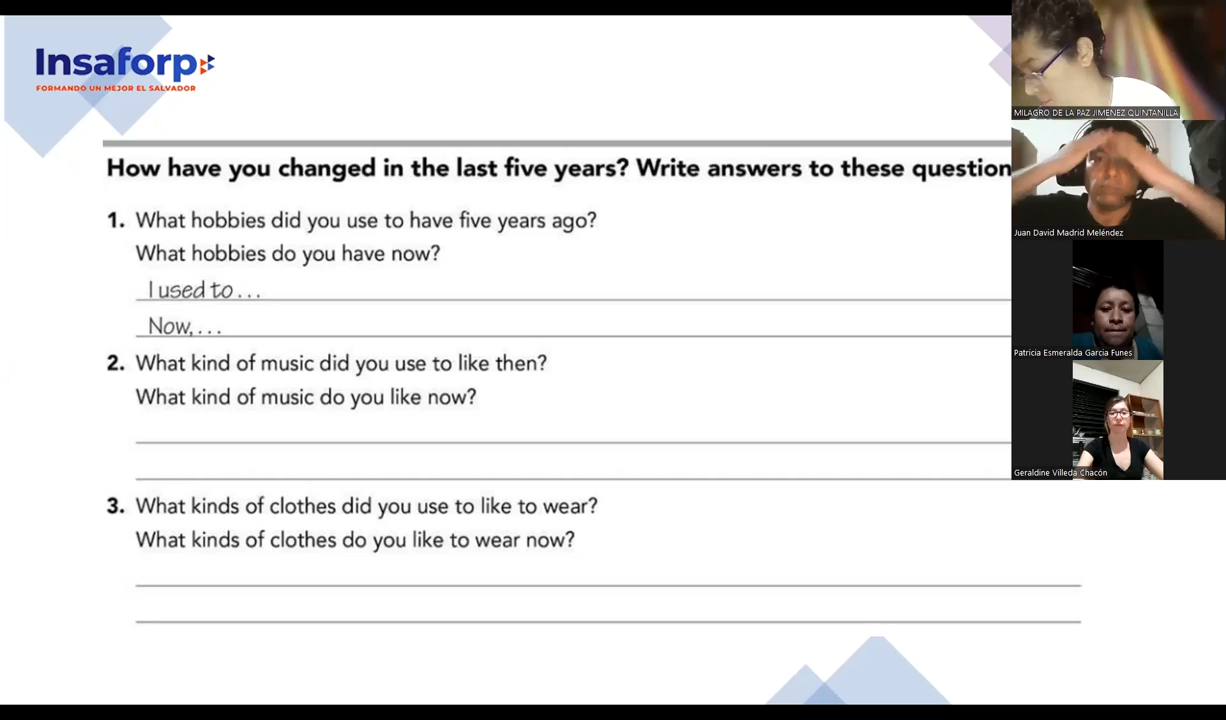 Insaforp
FORMANDO UN MEJOR EL SALVADOR
How have you changed in the last five years? Write answers to these question
1. What hobbies did you use to have five years ago?
What hobbies do you have now?
I used to . . .
Now, . . .
2. What kind of music did you use to like then?
What kind of music do you like now?
3. What kinds of clothes did you use to like to wear?
What kinds of clothes do you like to wear now?
MILAGRO DE LA PAZ JIMENEZ QUINTANILLA
Juan David Madrid Meléndez
Patricia Esmeralda Garcia Funes
Geraldine Villeda Chacón